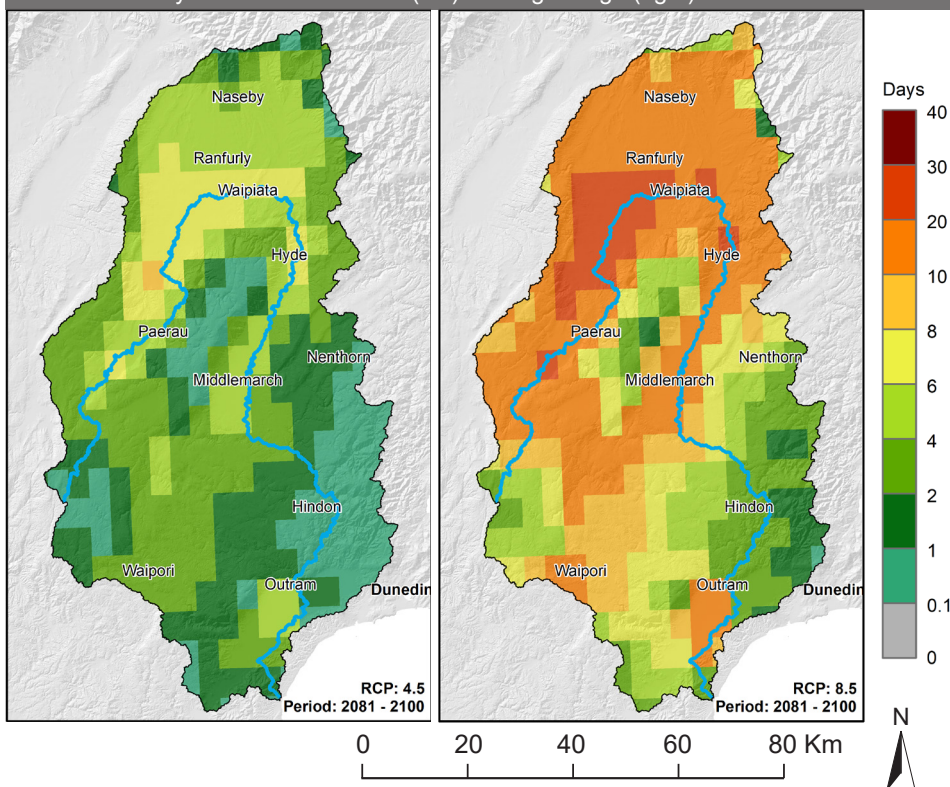 Naseby
Ranfurly
Waipiata
Hyde
Paerau
Nenthorn
Middlemarch
Hindon
Waipori
Outram
Dunedin
RCP: 4.5
Period: 2081 - 2100
Naseby
Ranfurly
Waipiata
Hyde
Paerau
Nenthorn
Middlemarch
Hindon
Waipori
Outram
RCP: 8.5
Period: 2081 - 2100
Days
40
30
20
10
8
6
4
2
1
0.1
0
0 20 40 60 80 Km
N